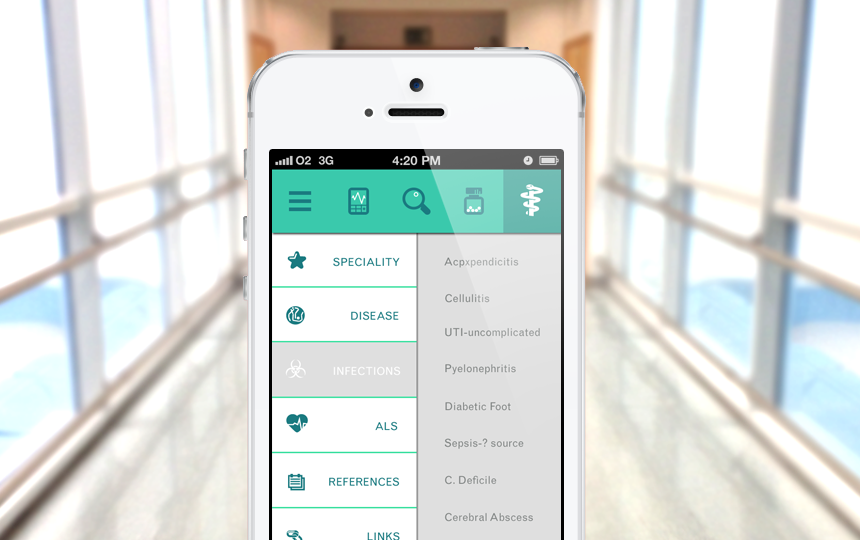 O2 3G 4:20 PM
SPECIALITY
DISEASE
INFECTIONS
ALS
REFERENCES
LINKS
Acpxpendicitis
Cellulitis
UTI-uncomplicated
Pyelonephritis
Diabetic Foot
Sepsis-? source
C. Deficile
Cerebral Abscess